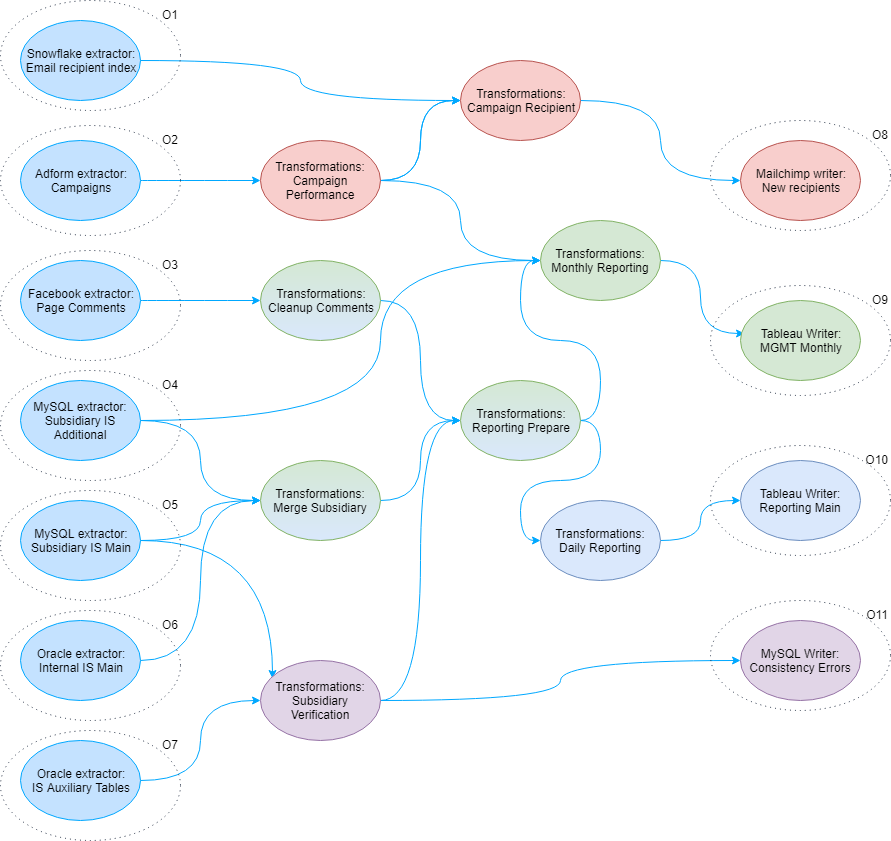 O1
Snowflake extractor:
Email recipient index
Transformations:
Campaign Recipient
O2
Adform extractor:
Campaigns
Transformations:
Campaign
Performance
O8
Mailchimp writer:
New recipients
O3
Facebook extractor:
Page Comments
Transformations:
Cleanup Comments
Transformations:
Monthly Reporting
O9
Tableau Writer:
MGMT Monthly
O4
MySQL extractor:
Subsidiary IS
Additional
Transformations:
Reporting Prepare
O5
MySQL extractor:
Subsidiary IS Main
Transformations:
Merge Subsidiary
Transformations:
Daily Reporting
O10
Tableau Writer:
Reporting Main
O6
Oracle extractor:
Internal IS Main
Transformations:
Subsidiary
Verification
O11
MySQL Writer:
Consistency Errors
O7
Oracle extractor:
IS Auxiliary Tables